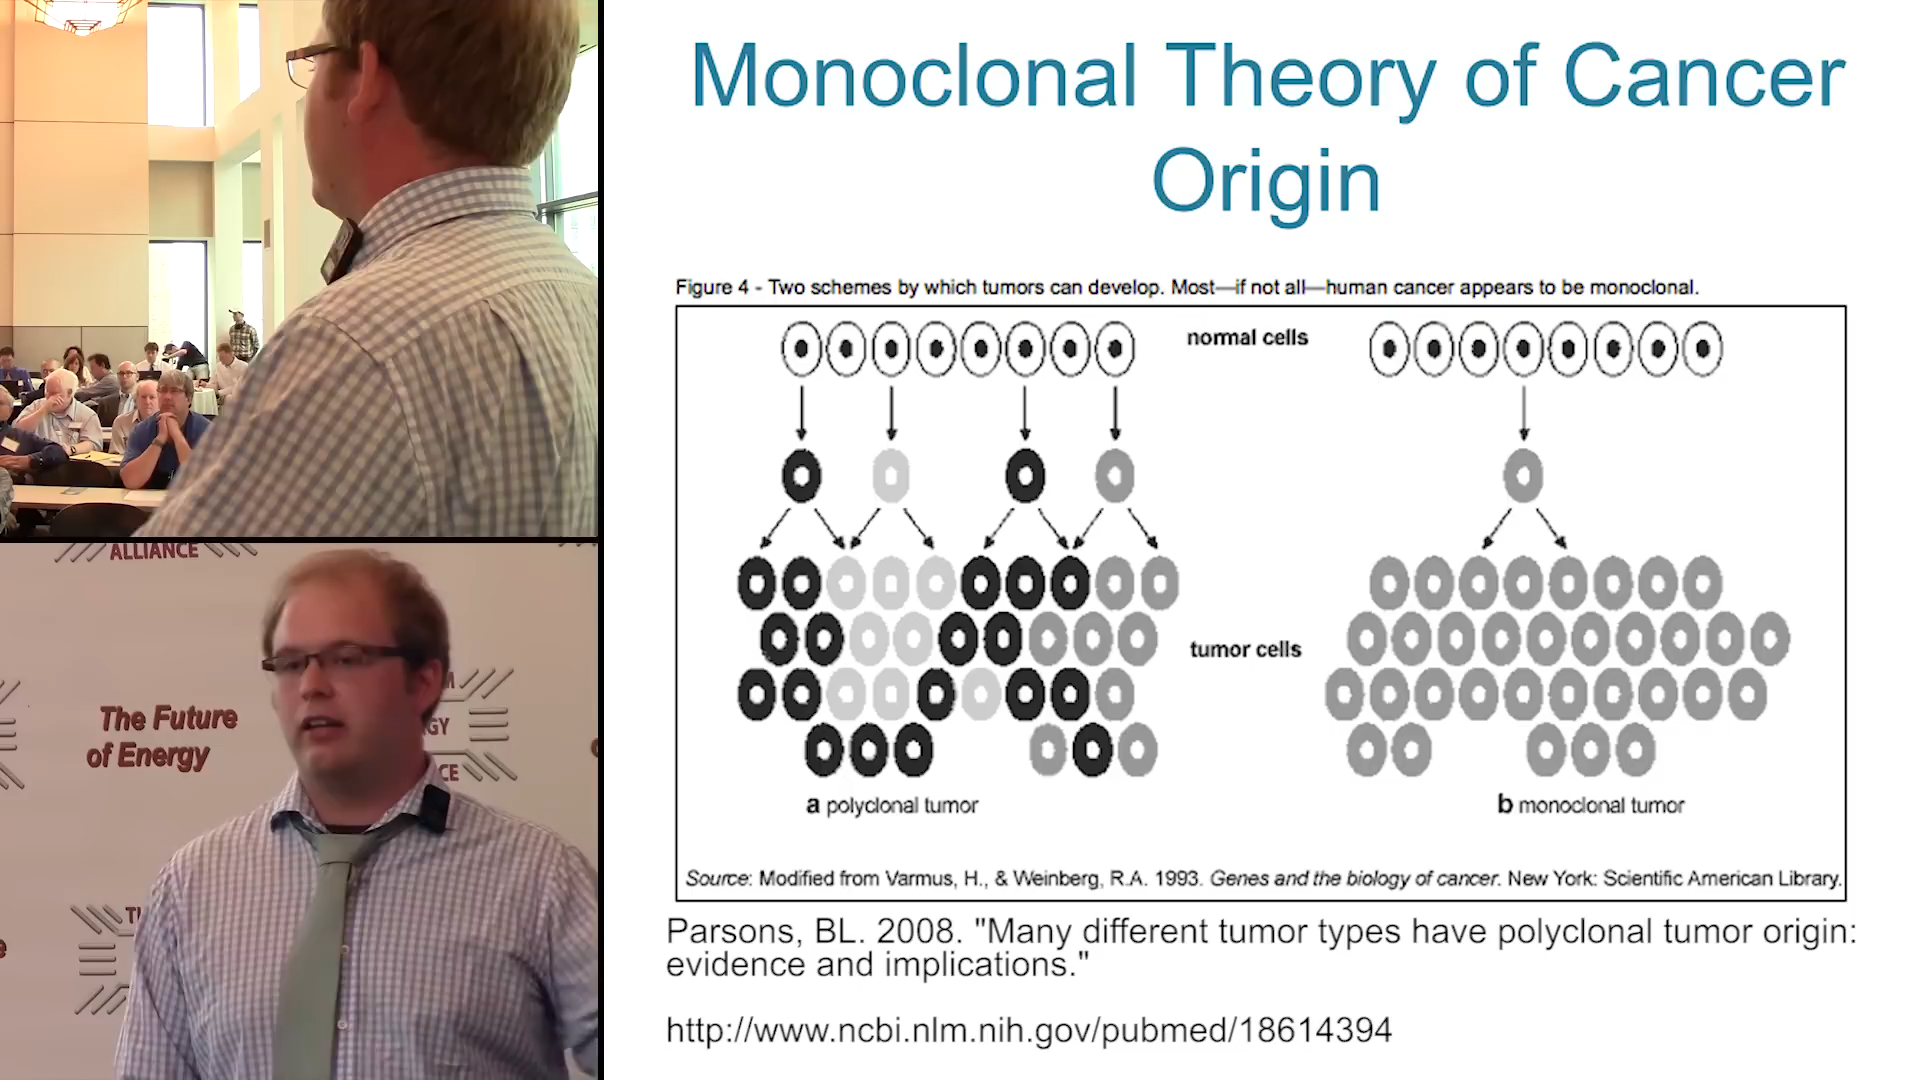 Monoclonal Theory of Cancer
Origin
Figure 4 - Two schemes by which tumors can develop. Most—if not all—human cancer appears to be monoclonal.
normal cells
tumor cells
a polyclonal tumor
b monoclonal tumor
Source: Modified from Varmus, H., & Weinberg, R.A. 1993. Genes and the biology of cancer. New York: Scientific American Library.
Parsons, BL. 2008. "Many different tumor types have polyclonal tumor origin:
evidence and implications."
http://www.ncbi.nlm.nih.gov/pubmed/18614394
ALLIANCE
The Future
of Energy